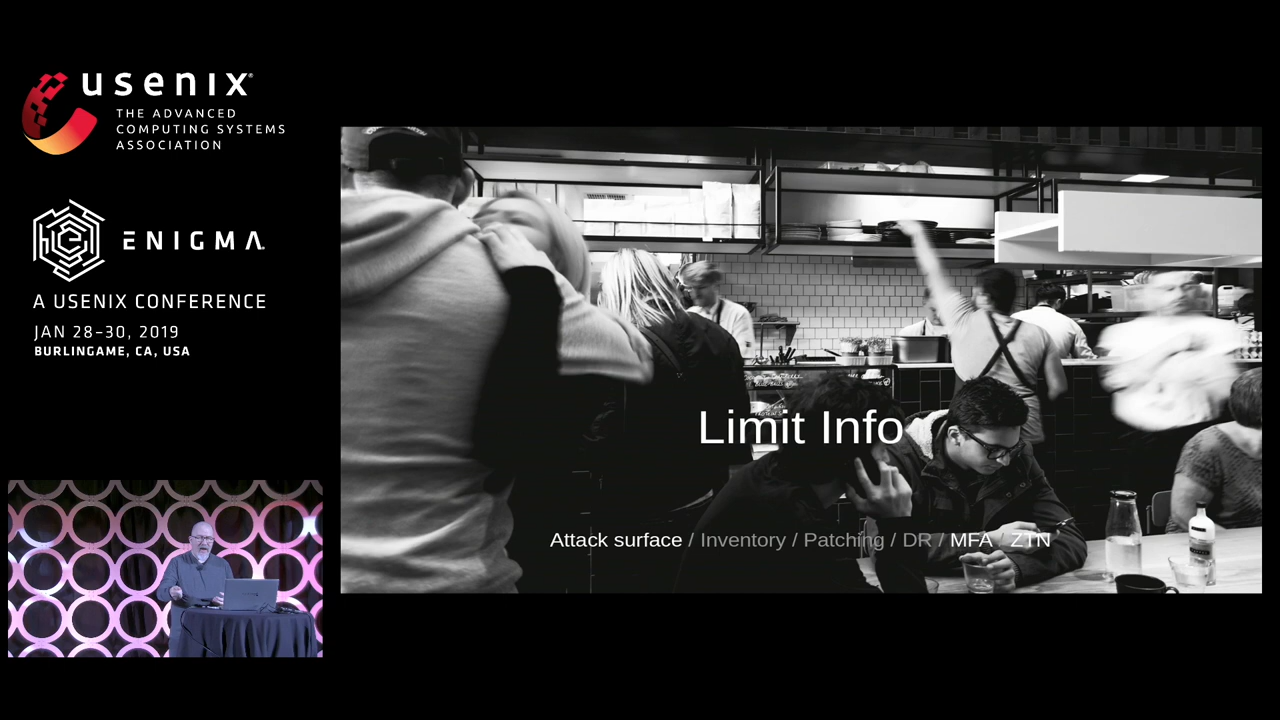 usenix®
THE ADVANCED
COMPUTING SYSTEMS
ASSOCIATION
ENIGMA
A USENIX CONFERENCE
JAN 28–30, 2019
BURLINGAME, CA, USA
Limit Info
Attack surface / Inventory / Patching / DR / MFA / ZTN